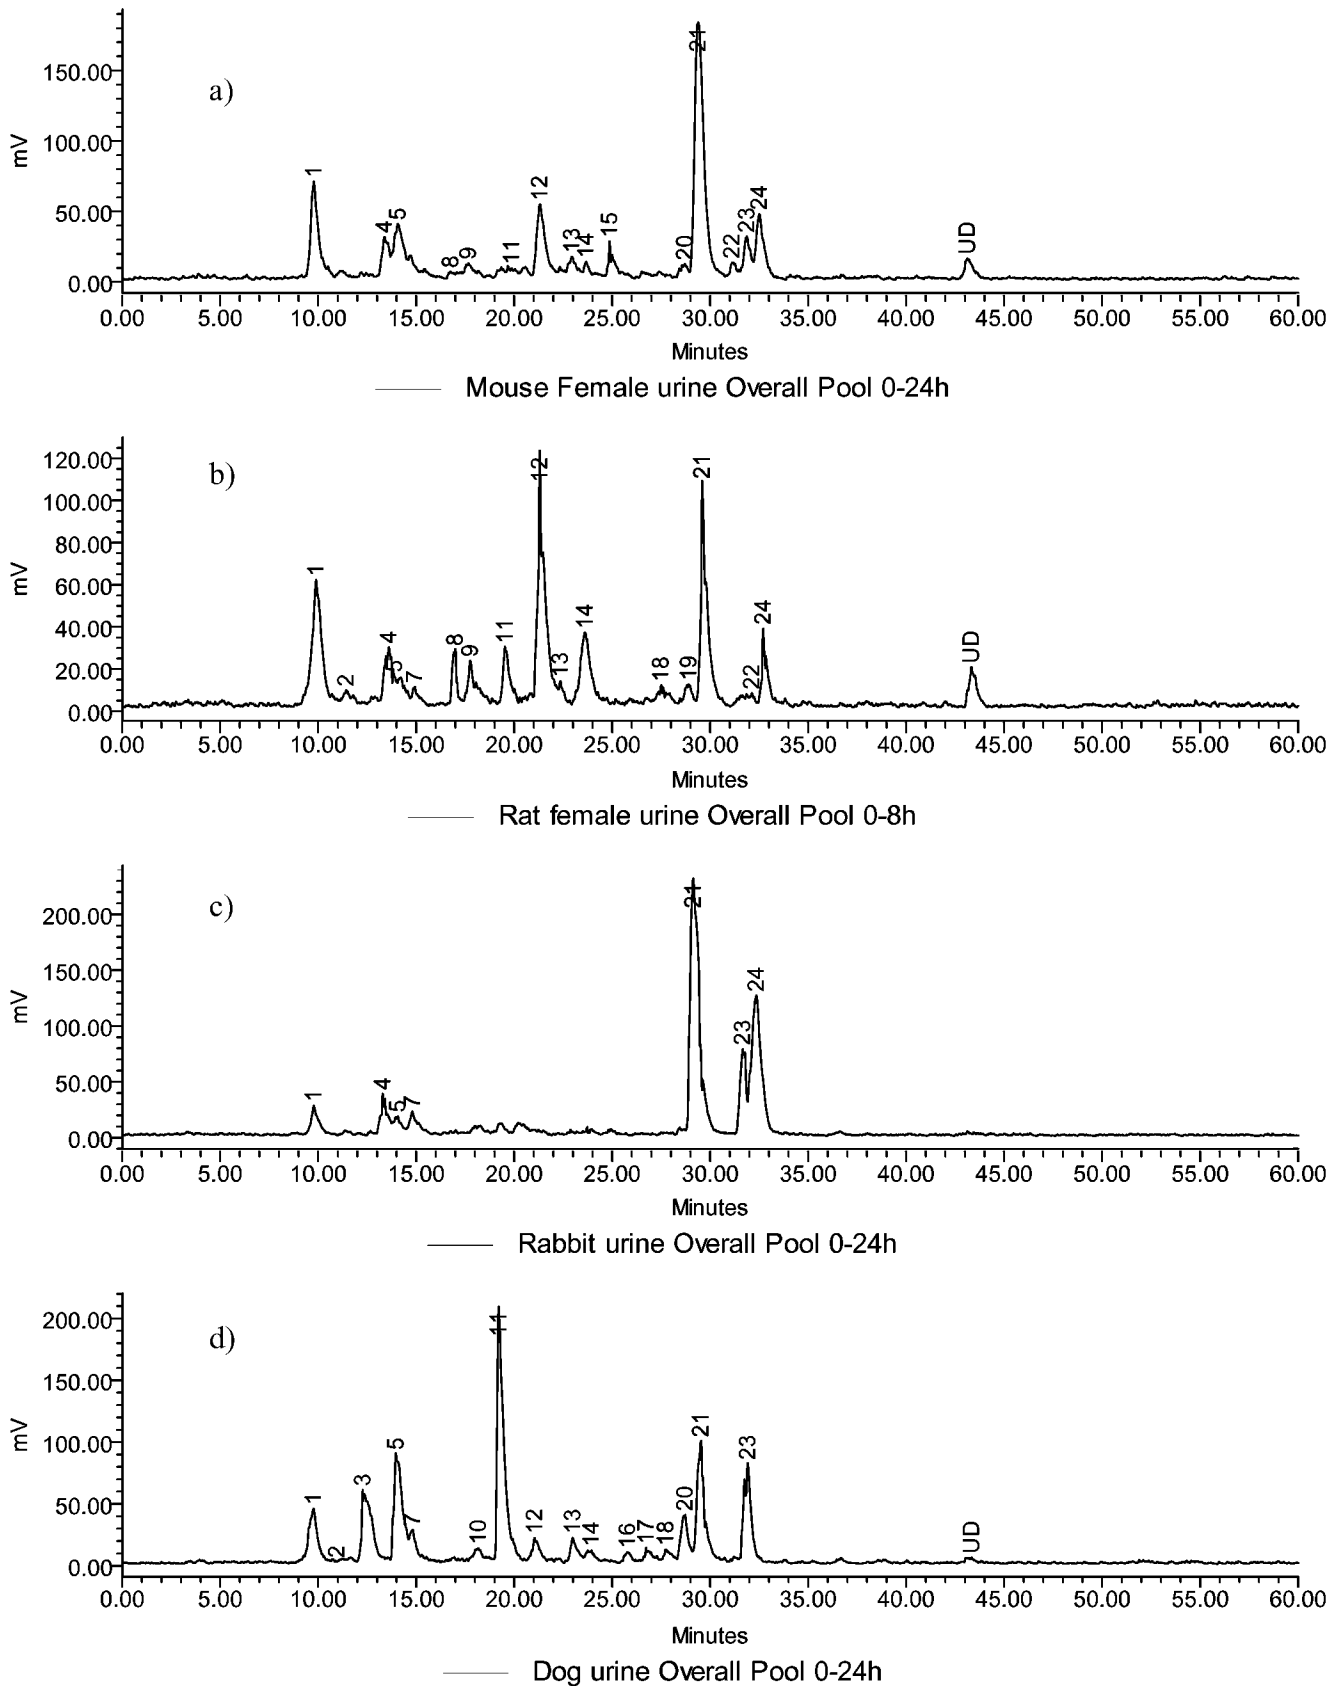 a)
mV
150.00
100.00
50.00
0.00
1 4 5 8 9 11 12 13 14 15 20 21 22 23 24 UD
0.00 5.00 10.00 15.00 20.00 25.00 30.00 35.00 40.00 45.00 50.00 55.00 60.00
Minutes
Mouse Female urine Overall Pool 0-24h
b)
mV
120.00
100.00
80.00
60.00
40.00
20.00
0.00
1 2 4 5 7 8 9 11 12 13 14 18 19 21 22 24 UD
0.00 5.00 10.00 15.00 20.00 25.00 30.00 35.00 40.00 45.00 50.00 55.00 60.00
Minutes
Rat female urine Overall Pool 0-8h
c)
mV
200.00
150.00
100.00
50.00
0.00
1 4 5 7 21 23 24
0.00 5.00 10.00 15.00 20.00 25.00 30.00 35.00 40.00 45.00 50.00 55.00 60.00
Minutes
Rabbit urine Overall Pool 0-24h
d)
mV
200.00
150.00
100.00
50.00
0.00
1 2 3 5 7 10 11 12 13 14 16 17 18 20 21 23 UD
0.00 5.00 10.00 15.00 20.00 25.00 30.00 35.00 40.00 45.00 50.00 55.00 60.00
Minutes
Dog urine Overall Pool 0-24h